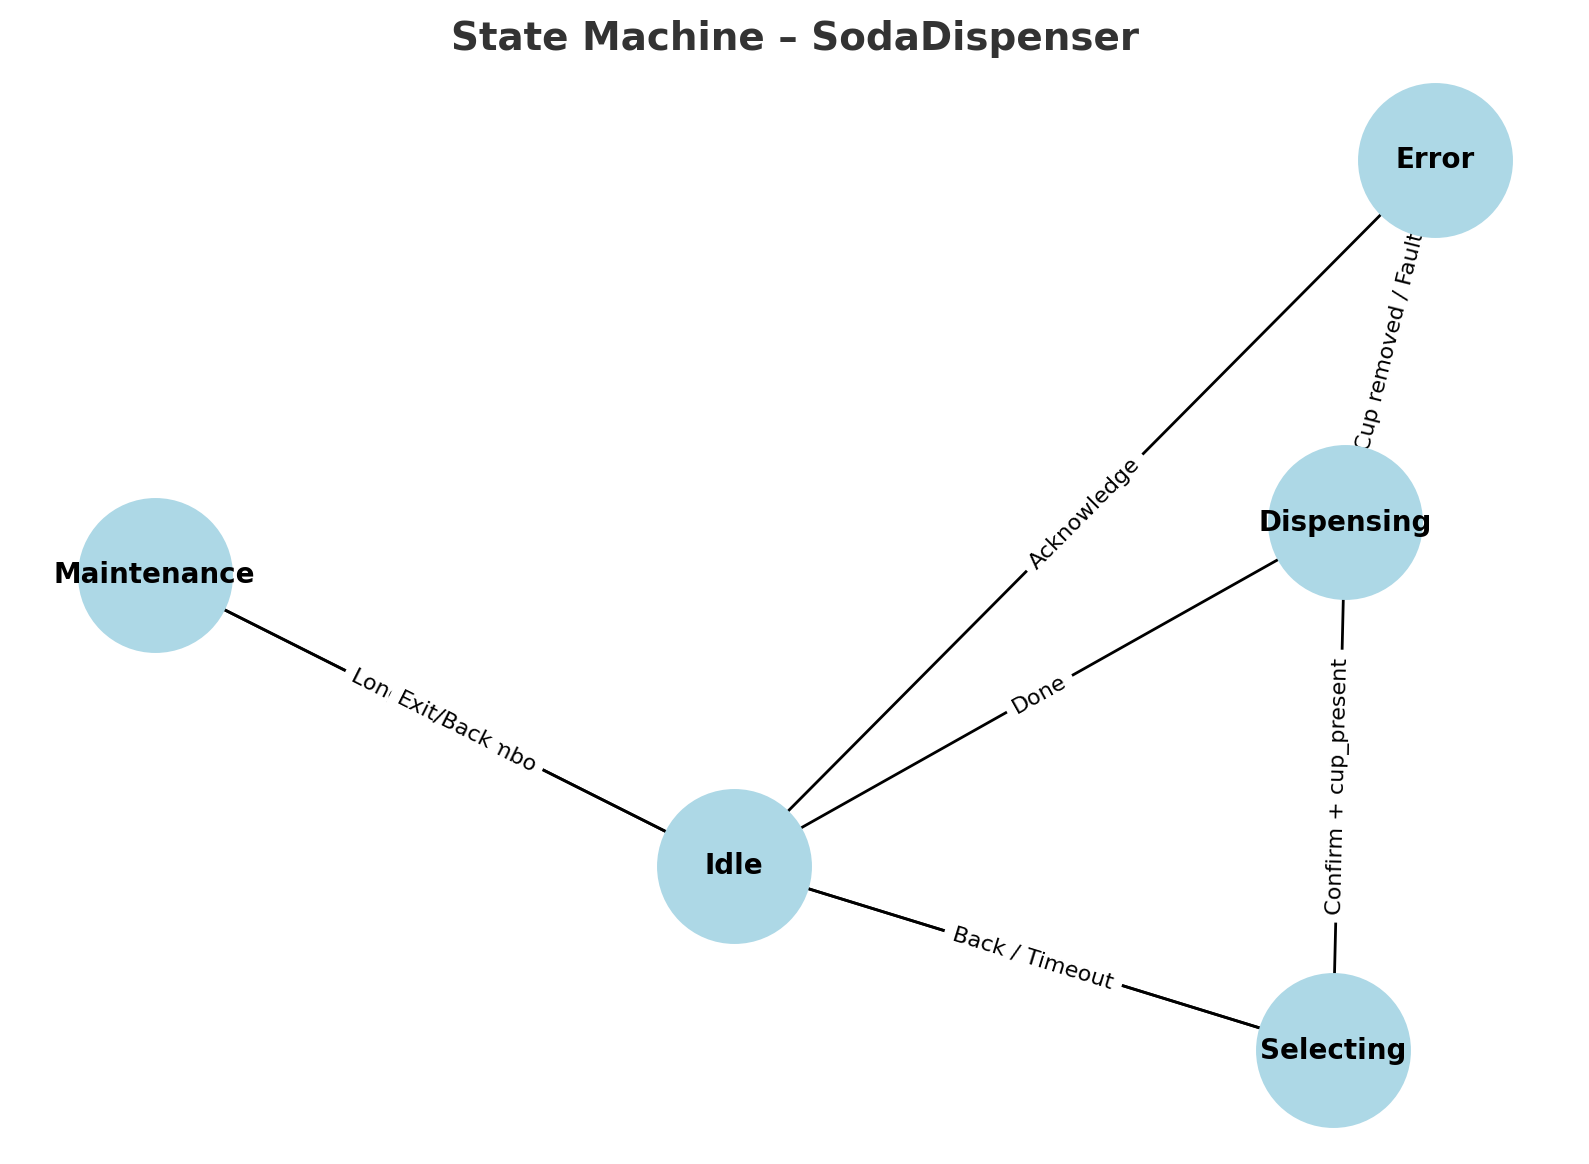 State Machine – SodaDispenser
Error
Cup removed / Fault
Acknowledge
Dispensing
Maintenance
Exit/Back
Done
Confirm + cup_present
Idle
Back / Timeout
Selecting